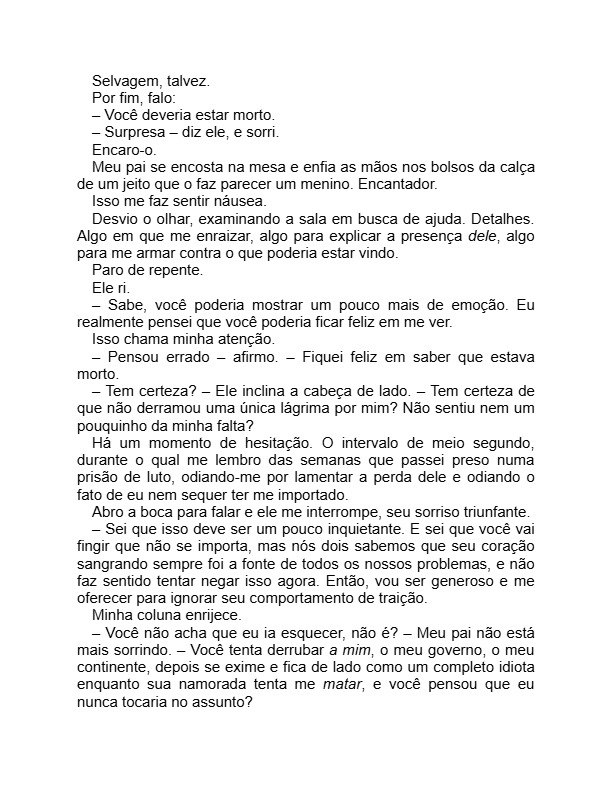 Selvagem, talvez.
Por fim, falo:
– Você deveria estar morto.
– Surpresa – diz ele, e sorri.
Encaro-o.
Meu pai se encosta na mesa e enfia as mãos nos bolsos da calça
de um jeito que o faz parecer um menino. Encantador.
Isso me faz sentir náusea.
Desvio o olhar, examinando a sala em busca de ajuda. Detalhes.
Algo em que me enraizar, algo para explicar a presença dele, algo
para me armar contra o que poderia estar vindo.
Paro de repente.
Ele ri.
– Sabe, você poderia mostrar um pouco mais de emoção. Eu
realmente pensei que você poderia ficar feliz em me ver.
Isso chama minha atenção.
– Pensou errado – afirmo. – Fiquei feliz em saber que estava
morto.
– Tem certeza? – Ele inclina a cabeça de lado. – Tem certeza de
que não derramou uma única lágrima por mim? Não sentiu nem um
pouquinho da minha falta?
Há um momento de hesitação. O intervalo de meio segundo,
durante o qual me lembro das semanas que passei preso numa
prisão de luto, odiando-me por lamentar a perda dele e odiando o
fato de eu nem sequer ter me importado.
Abro a boca para falar e ele me interrompe, seu sorriso triunfante.
– Sei que isso deve ser um pouco inquietante. E sei que você vai
fingir que não se importa, mas nós dois sabemos que seu coração
sangrando sempre foi a fonte de todos os nossos problemas, e não
faz sentido tentar negar isso agora. Então, vou ser generoso e me
oferecer para ignorar seu comportamento de traição.
Minha coluna enrijece.
– Você não acha que eu ia esquecer, não é? – Meu pai não está
mais sorrindo. – Você tenta derrubar a mim, o meu governo, o meu
continente, depois se exime e fica de lado como um completo idiota
enquanto sua namorada tenta me matar, e você pensou que eu
nunca tocaria no assunto?